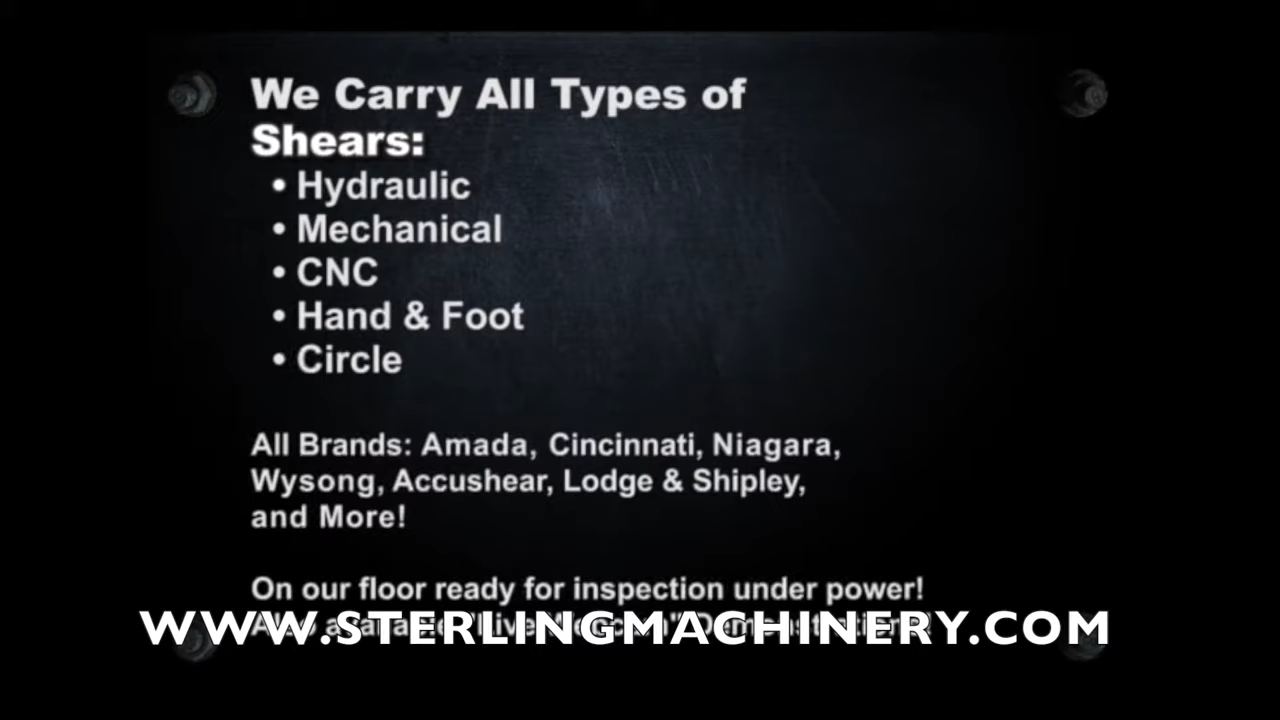 We Carry All Types of
Shears:
• Hydraulic
• Mechanical
• CNC
• Hand & Foot
• Circle
All Brands: Amada, Cincinnati, Niagara,
Wysong, Accushear, Lodge & Shipley,
and More!
On our floor ready for inspection under power!
WWW.STERLINGMACHINERY.COM